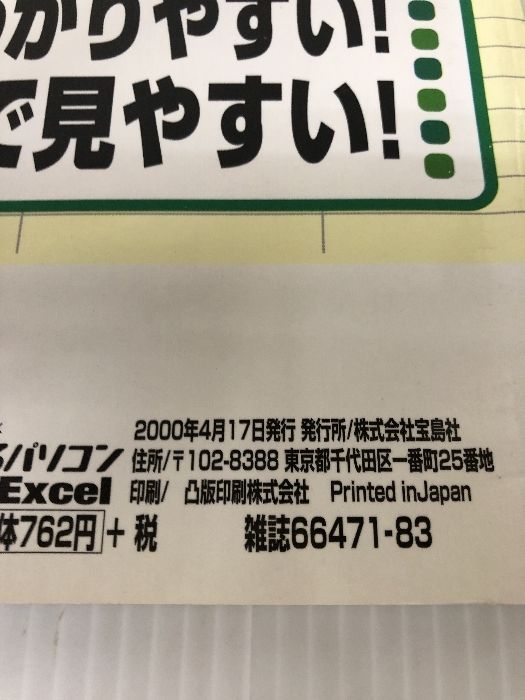 かりやすい!
で見やすい!
2000年4月17日発行 発行所/株式会社宝島社
るパソコン 住所/〒102-8388 東京都千代田区一番町25番地
Excel 印刷/ 凸版印刷株式会社 Printed inJapan
体762円+税 雑誌66471-83